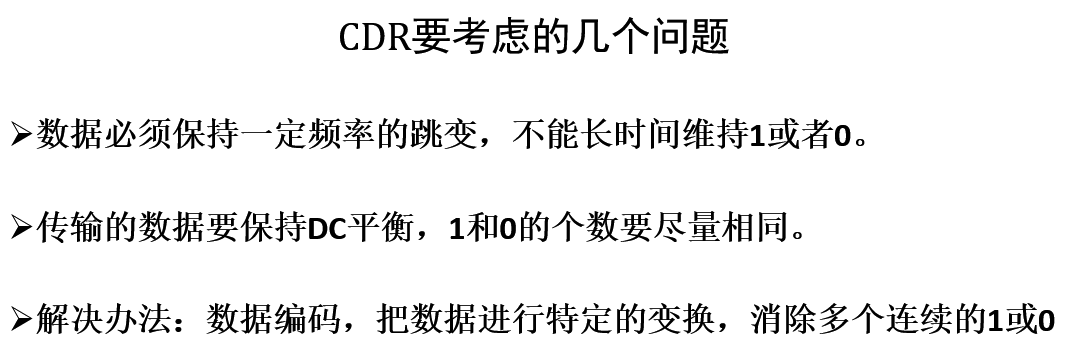 CDR要考虑的几个问题
➢数据必须保持一定频率的跳变，不能长时间维持1或者0。
➢传输的数据要保持DC平衡，1和0的个数要尽量相同。
➢解决办法：数据编码，把数据进行特定的变换，消除多个连续的1或0